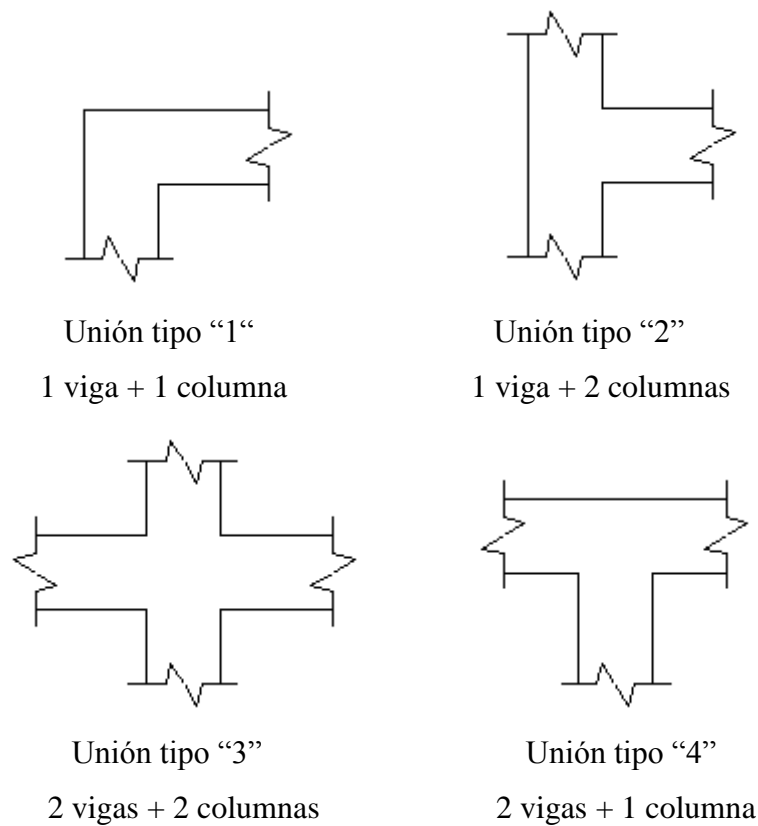 Unión tipo “1“
1 viga + 1 columna
Unión tipo “2”
1 viga + 2 columnas
Unión tipo “3”
2 vigas + 2 columnas
Unión tipo “4”
2 vigas + 1 columna